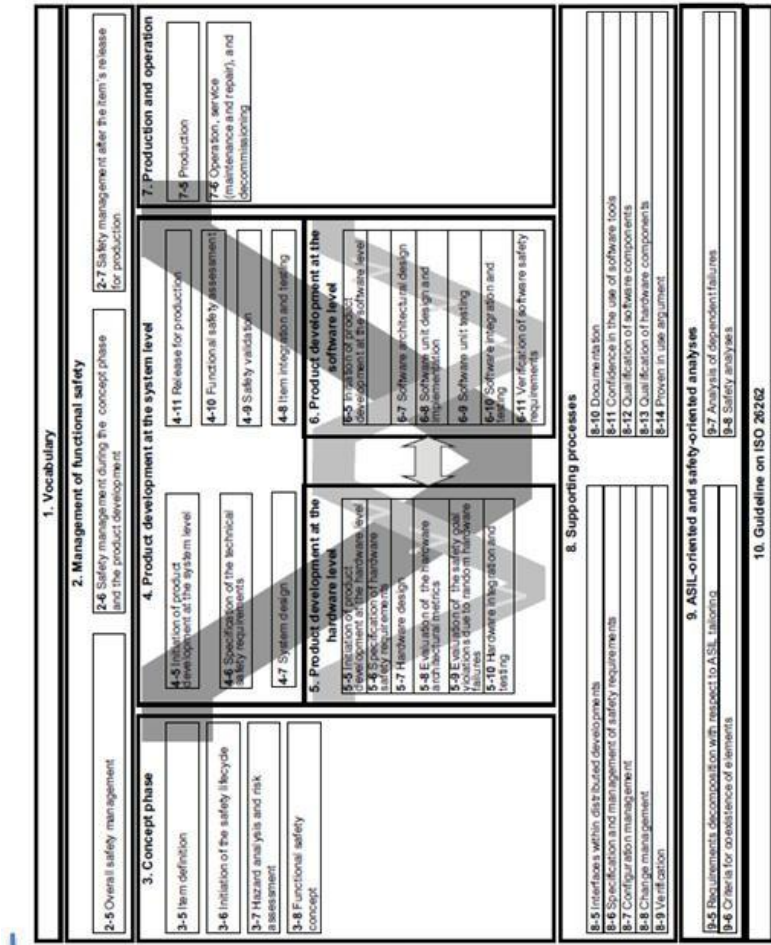 1. Vocabulary
2. Management of functional safety
2-5 Overall safety management
2-6 Safety management during the concept phase
and the product development
2-7 Safety management after the item's release
for production
3. Concept phase
3-5 Item definition
3-6 Initiation of the safety lifecycle
3-7 Hazard analysis and risk
assessment
3-8 Functional safety
concept
4. Product development at the system level
4-5 Initiation of product
development at the system level
4-6 Specification of the technical
safety requirements
4-7 System design
4-11 Release for production
4-10 Functional safety assessment
4-9 Safety validation
4-8 Item integration and testing
5. Product development at the
hardware level
5-5 Initiation of product
development at the hardware level
5-6 Specification of hardware
safety requirements
5-7 Hardware design
5-8 Evaluation of the hardware
architectural metrics
5-9 Evaluation of the safety goal
violations due to random hardware
failures
5-10 Hardware integration and
testing
6. Product development at the
software level
6-5 Initiation of product
development at the software level
6-7 Software architectural design
6-8 Software unit design and
implementation
6-9 Software unit testing
6-10 Software integration and
testing
6-11 Verification of software safety
requirements
7. Production and operation
7-5 Production
7-6 Operation, service
(maintenance and repair), and
decommissioning
8. Supporting processes
8-5 Interfaces within distributed developments
8-6 Specification and management of safety requirements
8-7 Configuration management
8-8 Change management
8-9 Verification
8-10 Documentation
8-11 Confidence in the use of software tools
8-12 Qualification of software components
8-13 Qualification of hardware components
8-14 Proven in use argument
9. ASIL-oriented and safety-oriented analyses
9-5 Requirements decomposition with respect to ASIL tailoring
9-6 Criteria for coexistence of elements
9-7 Analysis of dependent failures
9-8 Safety analyses
10. Guideline on ISO 26262